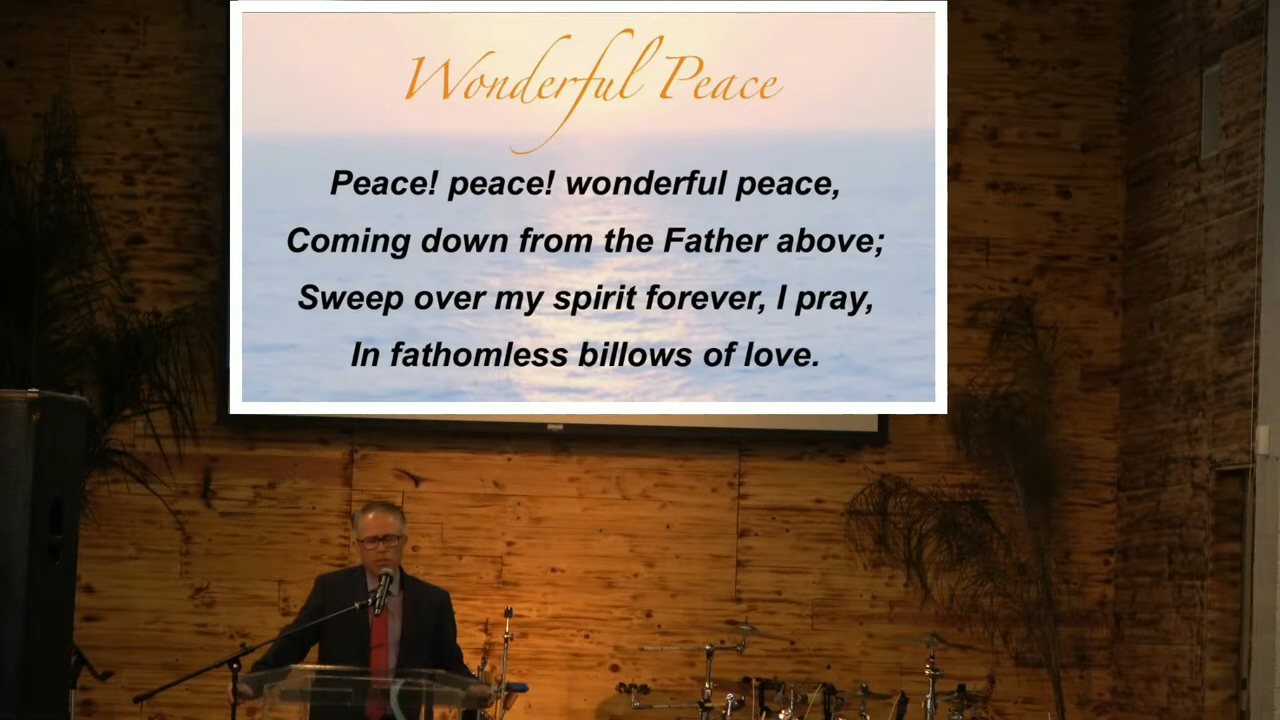 Wonderful Peace
Peace! peace! wonderful peace,
Coming down from the Father above;
Sweep over my spirit forever, I pray,
In fathomless billows of love.